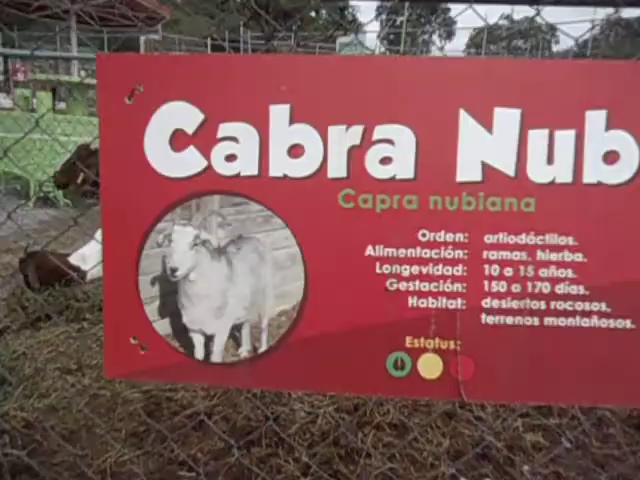 Cabra Nub
Capra nubiana
Orden: artiodáctilos.
Alimentación: ramas, hierba.
Longevidad: 10 a 15 años.
Gestación: 150 a 170 días.
Habitat: desiertos rocosos,
terrenos montañosos.
Estatus: